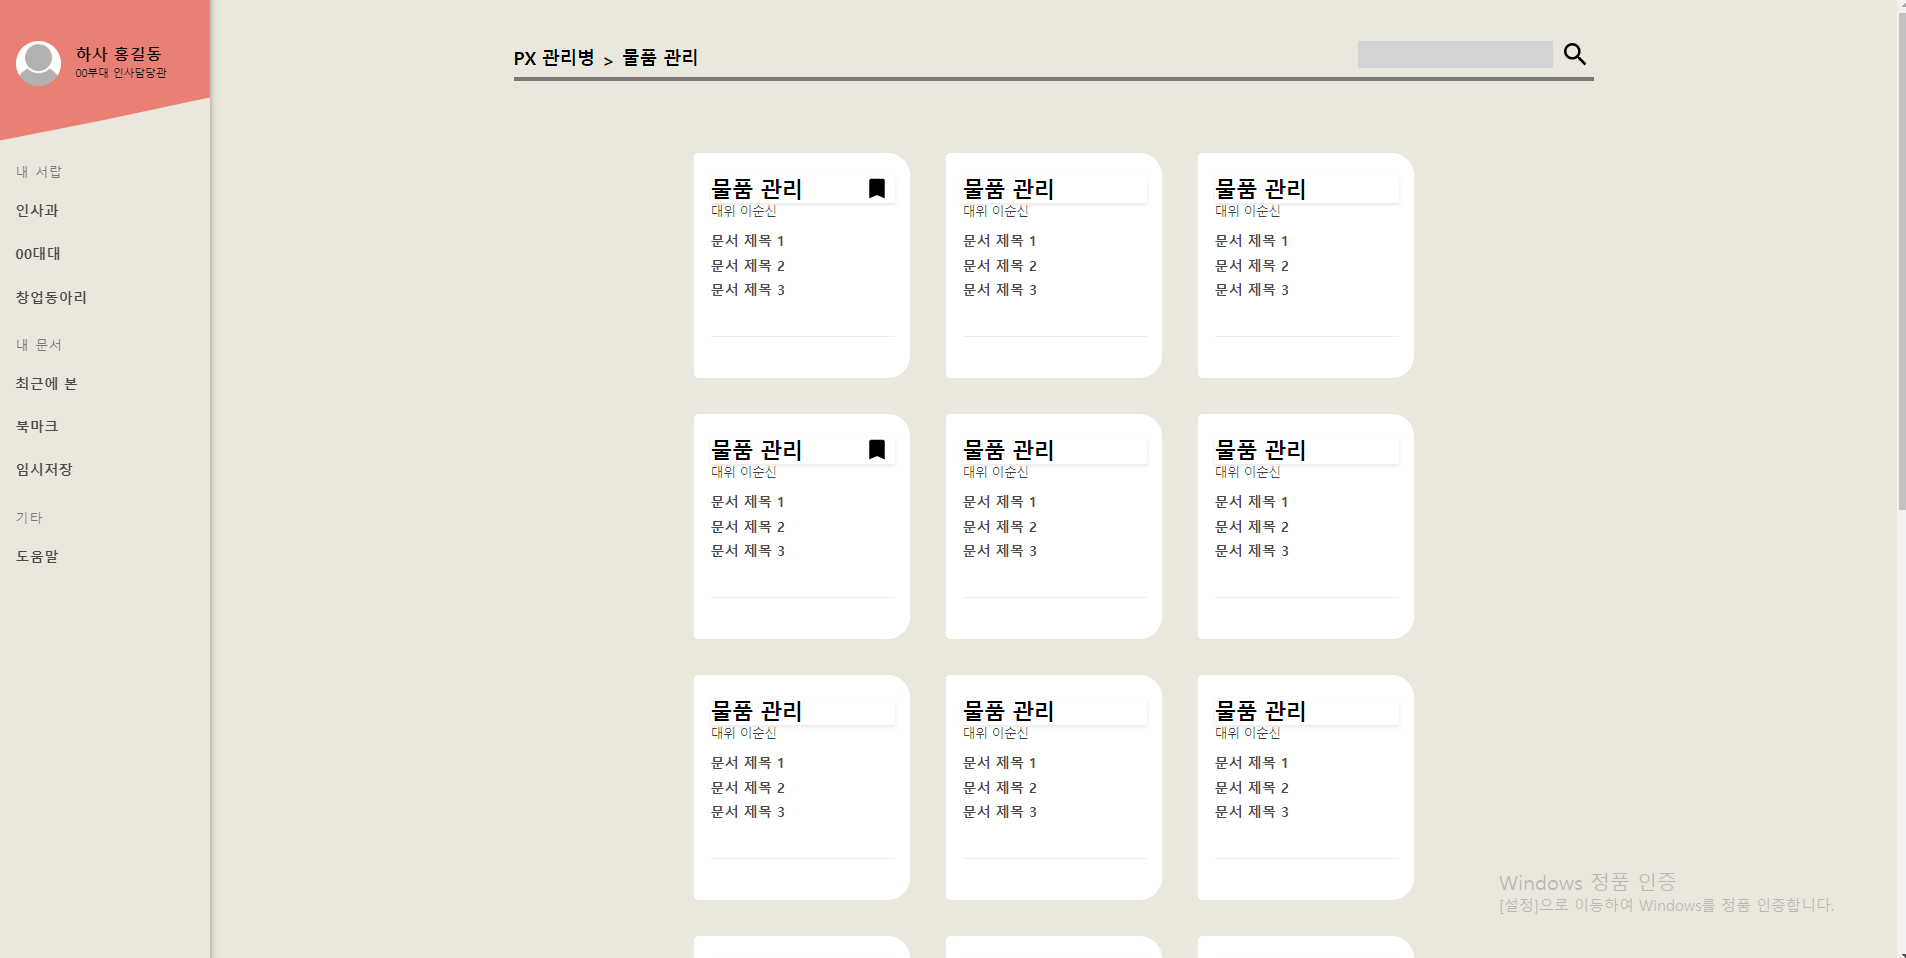 하사 홍길동
00부대 인사담당관
내 서랍
인사과
00대대
창업동아리
내 문서
최근에 본
북마크
임시저장
기타
도움말
PX 관리병 > 물품 관리
물품 관리
대위 이순신
문서 제목 1
문서 제목 2
문서 제목 3
물품 관리
대위 이순신
문서 제목 1
문서 제목 2
문서 제목 3
물품 관리
대위 이순신
문서 제목 1
문서 제목 2
문서 제목 3
물품 관리
대위 이순신
문서 제목 1
문서 제목 2
문서 제목 3
물품 관리
대위 이순신
문서 제목 1
문서 제목 2
문서 제목 3
물품 관리
대위 이순신
문서 제목 1
문서 제목 2
문서 제목 3
물품 관리
대위 이순신
문서 제목 1
문서 제목 2
문서 제목 3
물품 관리
대위 이순신
문서 제목 1
문서 제목 2
문서 제목 3
물품 관리
대위 이순신
문서 제목 1
문서 제목 2
문서 제목 3
Windows 정품 인증
[설정]으로 이동하여 Windows를 정품 인증합니다.